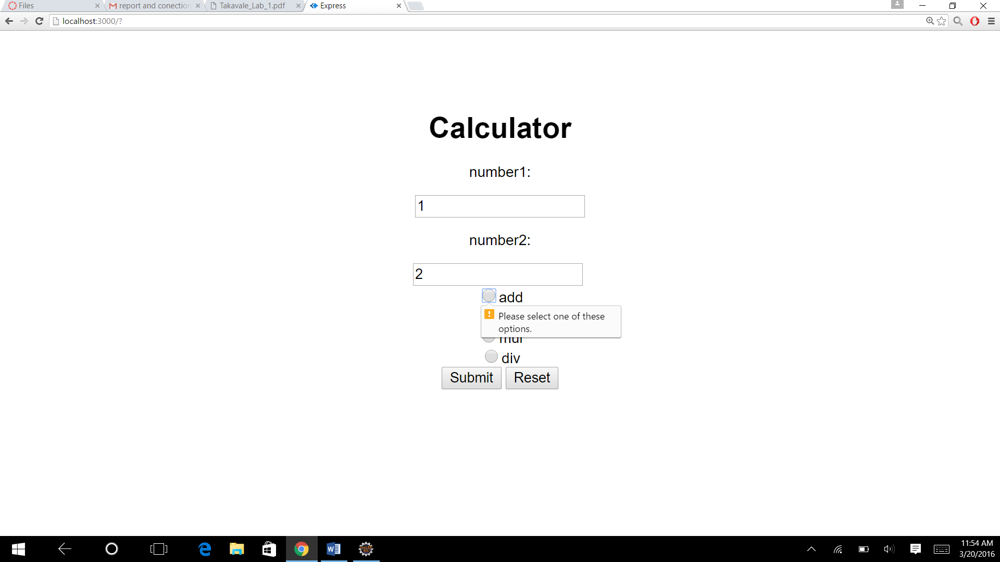 Files
report and conection
Takavale_Lab_1.pdf
Express
localhost:3000/?
Calculator
number1:
1
number2:
2
add
Please select one of these
options.
mul
div
Submit Reset
11:54 AM
3/20/2016